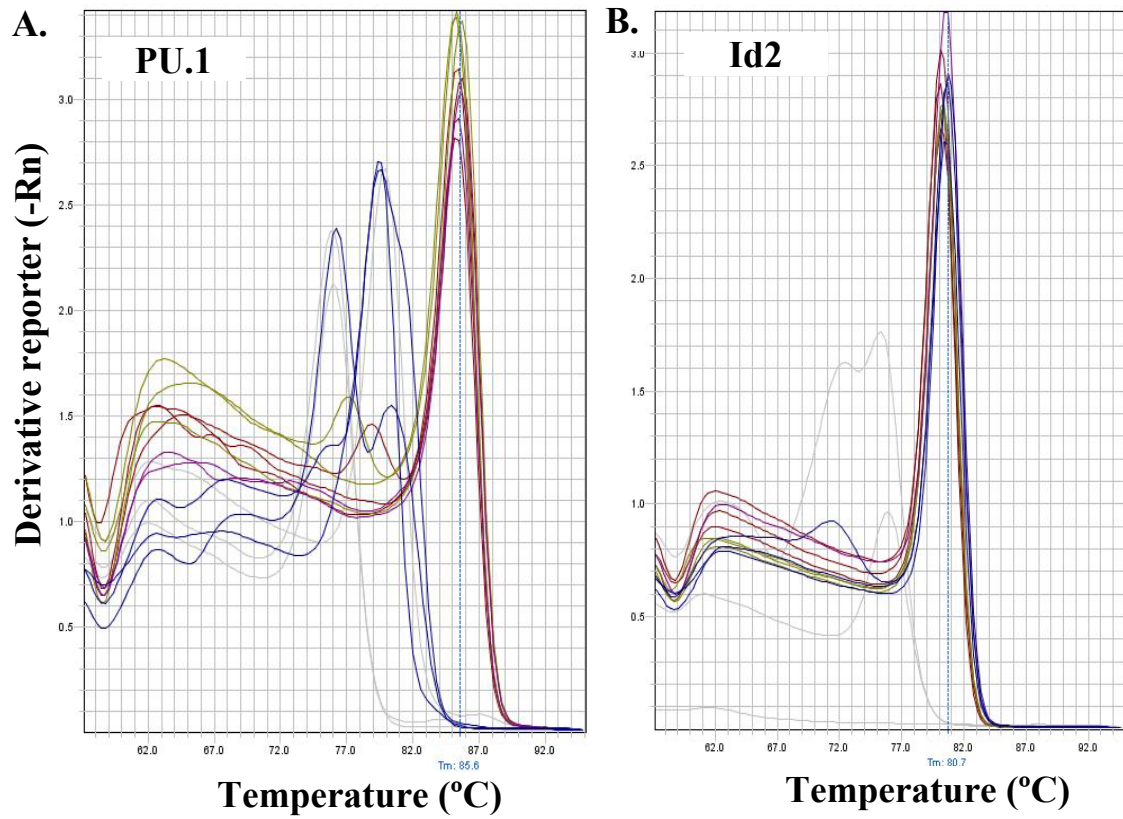 A.
PU.1
Derivative reporter (-Rn)
3.0
2.5
2.0
1.5
1.0
0.5
62.0 67.0 72.0 77.0 82.0 87.0 92.0
Tm: 85.6
Temperature (ºC)
B.
Id2
3.0
2.5
2.0
1.5
1.0
0.5
62.0 67.0 72.0 77.0 82.0 87.0 92.0
Tm: 80.7
Temperature (ºC)